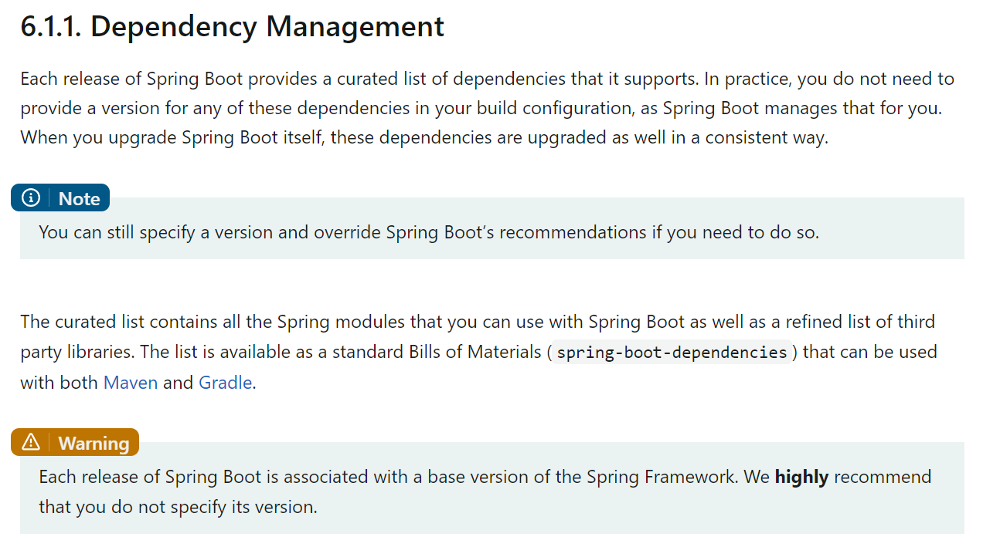 6.1.1. Dependency Management
Each release of Spring Boot provides a curated list of dependencies that it supports. In practice, you do not need to
provide a version for any of these dependencies in your build configuration, as Spring Boot manages that for you.
When you upgrade Spring Boot itself, these dependencies are upgraded as well in a consistent way.
Note
You can still specify a version and override Spring Boot’s recommendations if you need to do so.
The curated list contains all the Spring modules that you can use with Spring Boot as well as a refined list of third
party libraries. The list is available as a standard Bills of Materials (spring-boot-dependencies) that can be used
with both Maven and Gradle.
Warning
Each release of Spring Boot is associated with a base version of the Spring Framework. We highly recommend
that you do not specify its version.